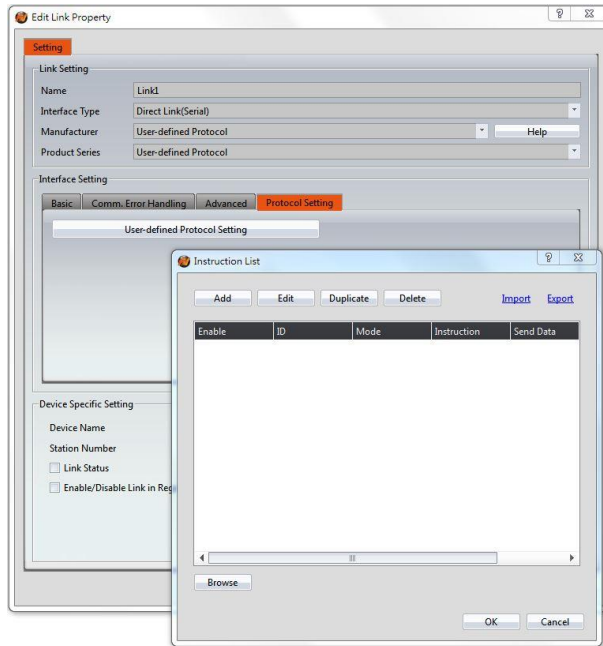 Edit Link Property
Setting
Link Setting
Name Link1
Interface Type Direct Link(Serial)
Manufacturer User-defined Protocol Help
Product Series User-defined Protocol
Interface Setting
Basic Comm. Error Handling Advanced Protocol Setting
User-defined Protocol Setting
Instruction List
Add Edit Duplicate Delete Import Export
Enable ID Mode Instruction Send Data
Browse
OK Cancel
Device Specific Setting
Device Name
Station Number
Link Status
Enable/Disable Link in